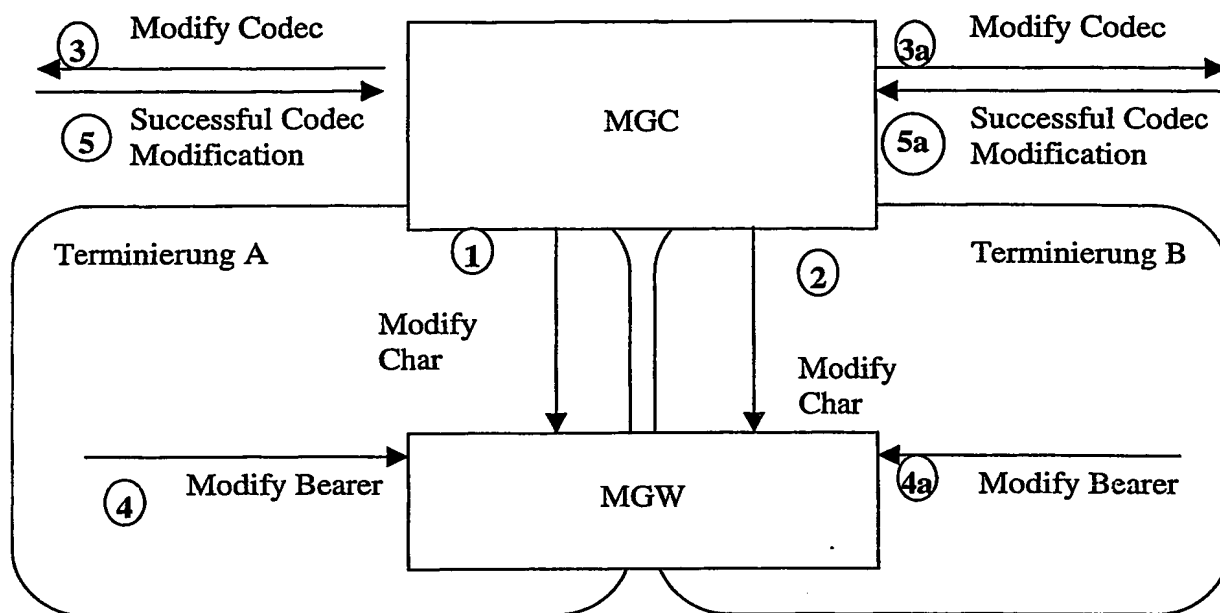 3
Modify Codec
5
Successful Codec
Modification
MGC
3a
Modify Codec
5a
Successful Codec
Modification
Terminierung A
1
2
Terminierung B
Modify
Char
Modify
Char
4
Modify Bearer
MGW
4a
Modify Bearer